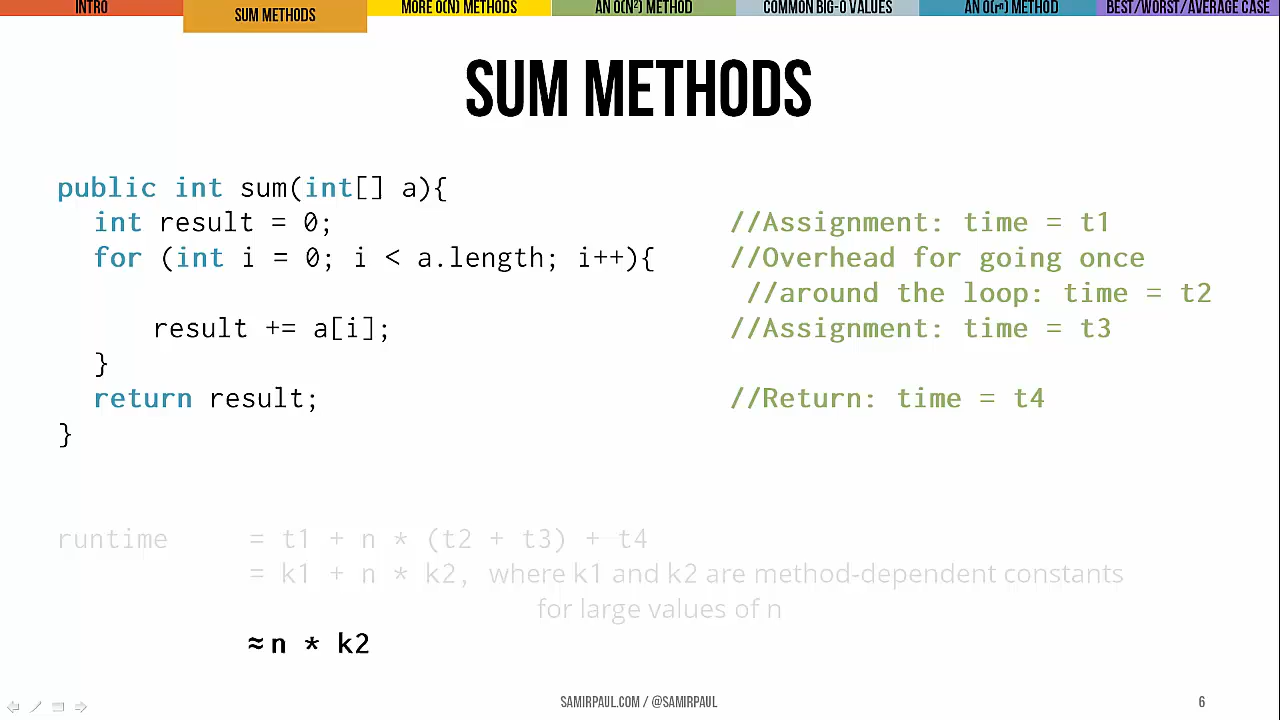 INTRO
SUM METHODS
MORE O(N) METHODS
AN O(N²) METHOD
COMMON BIG-O VALUES
AN O(rⁿ) METHOD
BEST/WORST/AVERAGE CASE
SUM METHODS
public int sum(int[] a){
int result = 0; //Assignment: time = t1
for (int i = 0; i < a.length; i++){ //Overhead for going once
//around the loop: time = t2
result += a[i]; //Assignment: time = t3
}
return result; //Return: time = t4
}
runtime = t1 + n * (t2 + t3) + t4
= k1 + n * k2, where k1 and k2 are method-dependent constants
for large values of n
≈ n * k2
SAMIRPAUL.COM / @SAMIRPAUL
6